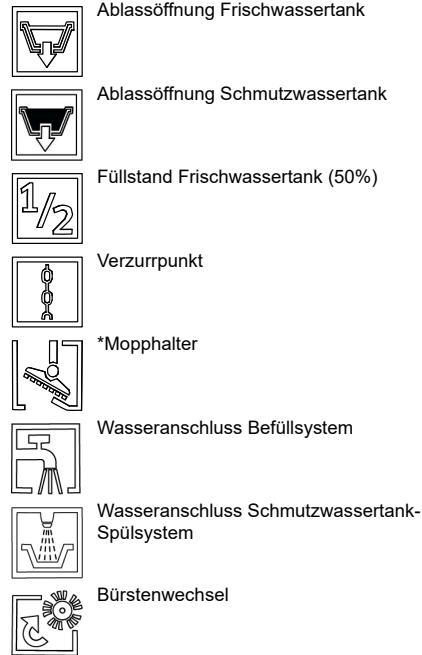 Ablassöffnung Frischwassertank
Ablassöffnung Schmutzwassertank
1/2
Füllstand Frischwassertank (50%)
Verzurrpunkt
*Mopphalter
Wasseranschluss Befüllsystem
Wasseranschluss Schmutzwassertank-
Spülsystem
Bürstenwechsel